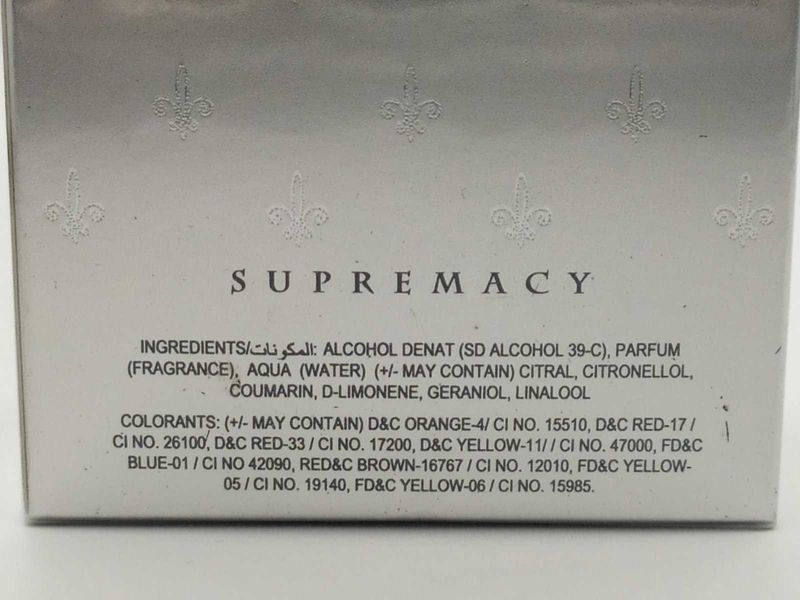 SUPREMACY
INGREDIENTS/المكونات: ALCOHOL DENAT (SD ALCOHOL 39-C), PARFUM
(FRAGRANCE), AQUA (WATER) (+/- MAY CONTAIN) CITRAL, CITRONELLOL,
COUMARIN, D-LIMONENE, GERANIOL, LINALOOL
COLORANTS: (+/- MAY CONTAIN) D&C ORANGE-4/ CI NO. 15510, D&C RED-17 /
CI NO. 26100, D&C RED-33 / CI NO. 17200, D&C YELLOW-11/ / CI NO. 47000, FD&C
BLUE-01 / CI NO 42090, RED&C BROWN-16767 / CI NO. 12010, FD&C YELLOW-
05 / CI NO. 19140, FD&C YELLOW-06 / CI NO. 15985.